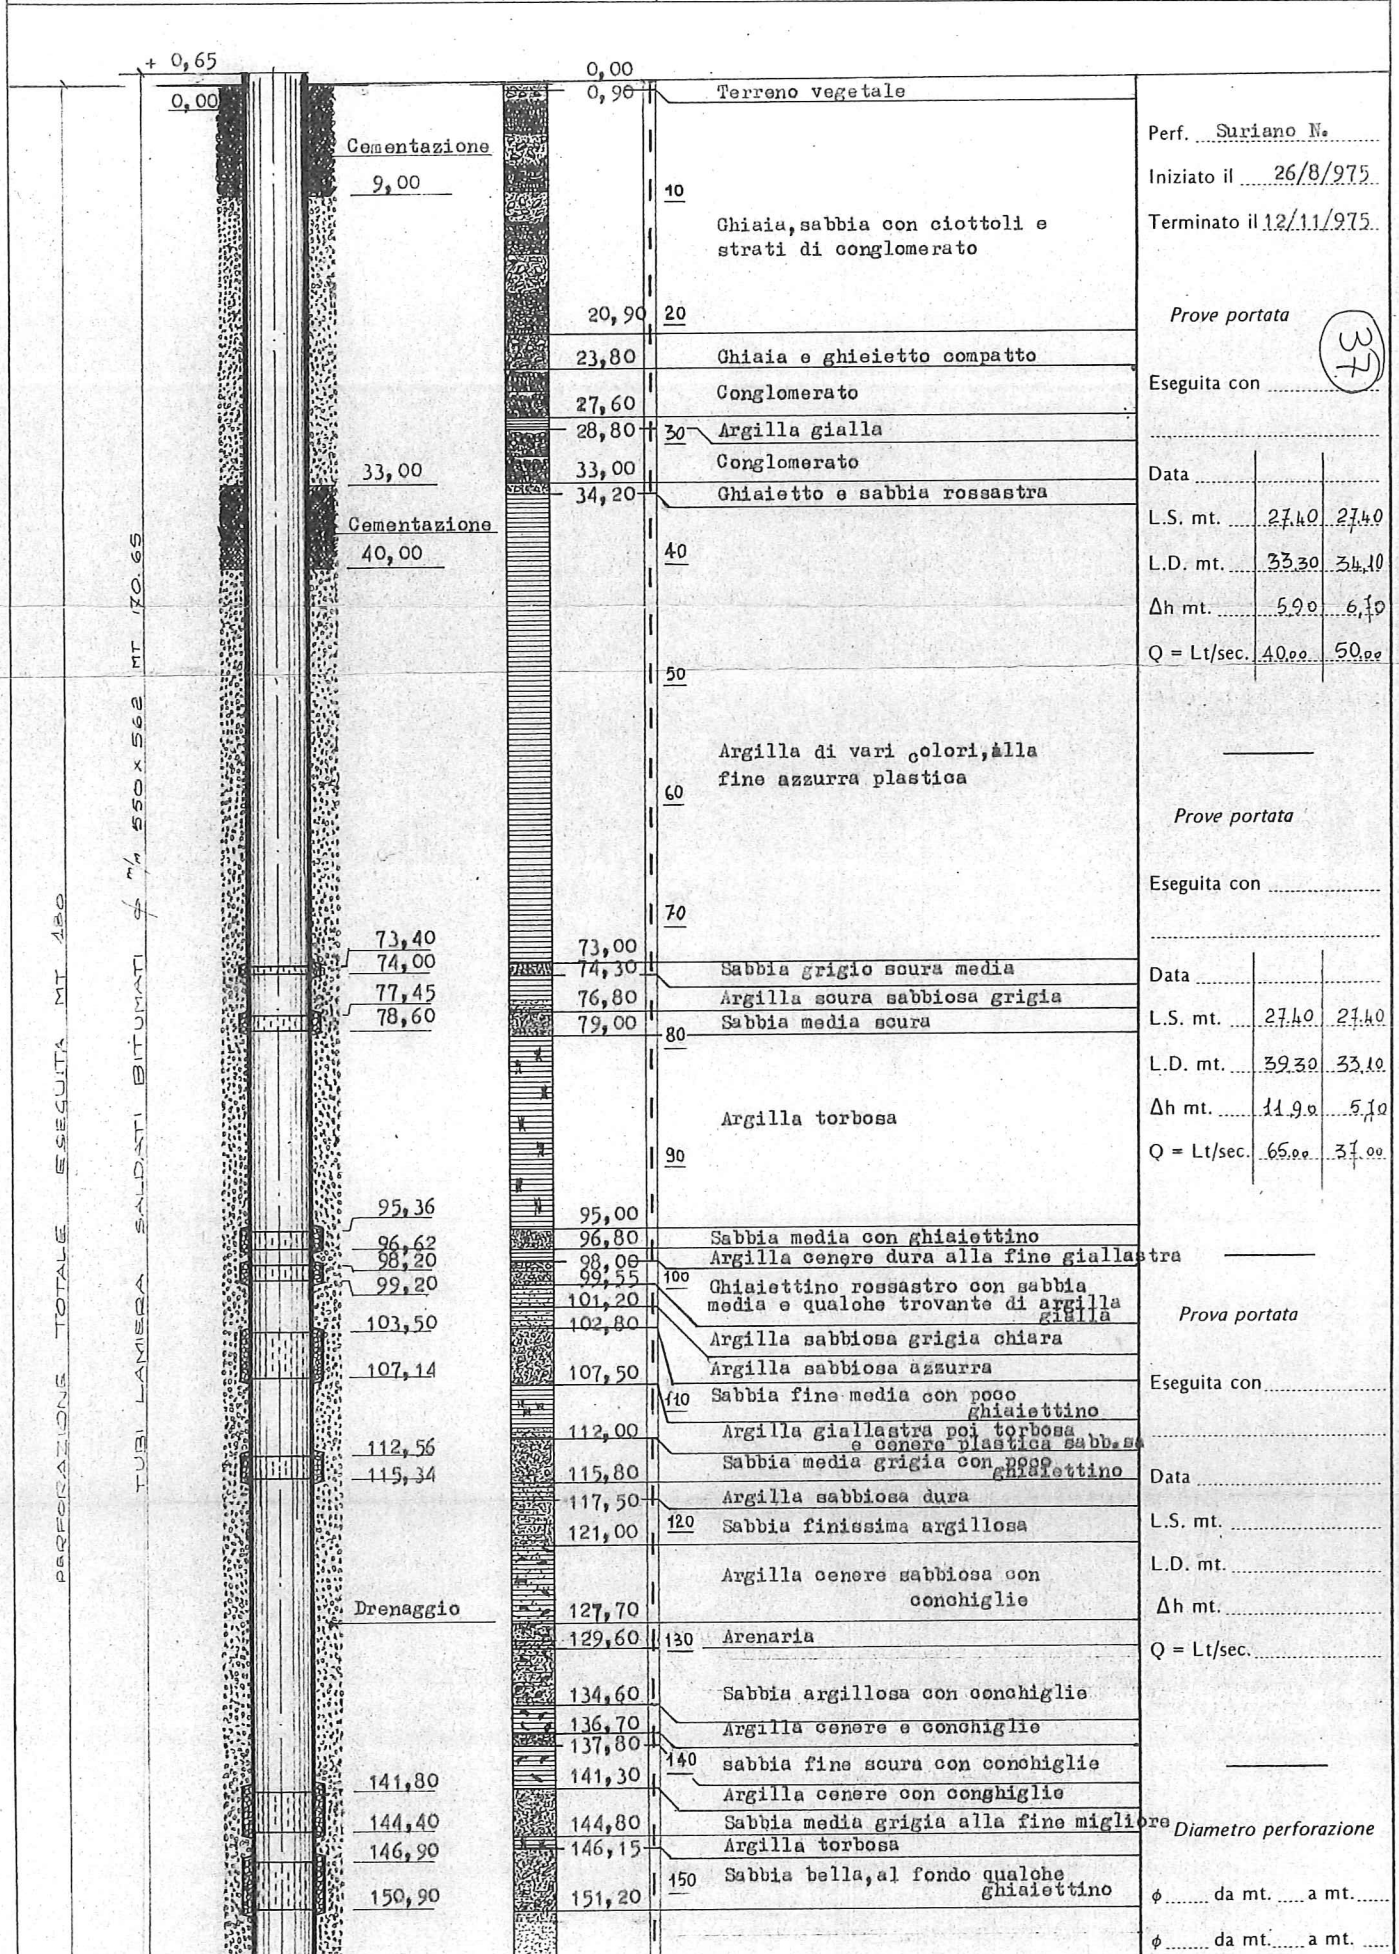 + 0,65
0,00
Cementazione
9,00
33,00
Cementazione
40,00
73,40
74,00
77,45
78,60
95,36
96,62
98,20
99,20
103,50
107,14
112,56
115,34
Drenaggio
141,80
144,40
146,90
150,90
PERFORAZIONE TOTALE ESEGUITA MT 180
TUBI LAMIERA SALDATI BITUMATI ø m/m 550 x 562 MT 170.65
0,00
0,90 Terreno vegetale
10
Ghiaia,sabbia con ciottoli e
strati di conglomerato
20,90 20
23,80 Ghiaia e ghieietto compatto
27,60 Conglomerato
28,80 30 Argilla gialla
33,00 Conglomerato
34,20 Ghiaietto e sabbia rossastra
40
50
Argilla di vari colori,alla
fine azzurra plastica
60
70
73,00
74,30 Sabbia grigio scura media
76,80 Argilla scura sabbiosa grigia
79,00 Sabbia media scura
80
Argilla torbosa
90
95,00
96,80 Sabbia media con ghiaiettino
98,00 Argilla cenere dura alla fine giallastra
99,55 100 Ghiaiettino rossastro con sabbia
101,20 media e qualche trovante di argilla
gialla
102,80 Argilla sabbiosa grigia chiara
107,50 Argilla sabbiosa azzurra
110 Sabbia fine media con poco
ghiaiettino
112,00 Argilla giallastra poi torbosa
e cenere plastica sabb.sa
Sabbia media grigia con poco
115,80 ghiaiettino
117,50 Argilla sabbiosa dura
121,00 120 Sabbia finissima argillosa
Argilla cenere sabbiosa con
127,70 conchiglie
129,60 130 Arenaria
134,60 Sabbia argillosa con conchiglie
136,70 Argilla cenere e conchiglie
137,80 140 sabbia fine scura con conchiglie
141,30 Argilla cenere con conghiglie
144,80 Sabbia media grigia alla fine migliore
146,15 Argilla torbosa
150 Sabbia bella,al fondo qualche
151,20 ghiaiettino
Perf. Suriano N.
Iniziato il 26/8/975
Terminato il 12/11/975
Prove portata
37
Eseguita con
Data
L.S. mt. 27.40 27.40
L.D. mt. 33.30 34.10
Δh mt. 5.90 6,70
Q = Lt/sec. 40.00 50.00
Prove portata
Eseguita con
Data
L.S. mt. 27.40 27.40
L.D. mt. 39.30 33.10
Δh mt. 11.90 5,70
Q = Lt/sec. 65.00 37.00
Prova portata
Eseguita con
Data
L.S. mt.
L.D. mt.
Δh mt.
Q = Lt/sec.
Diametro perforazione
ϕ da mt. a mt.
ϕ da mt. a mt.